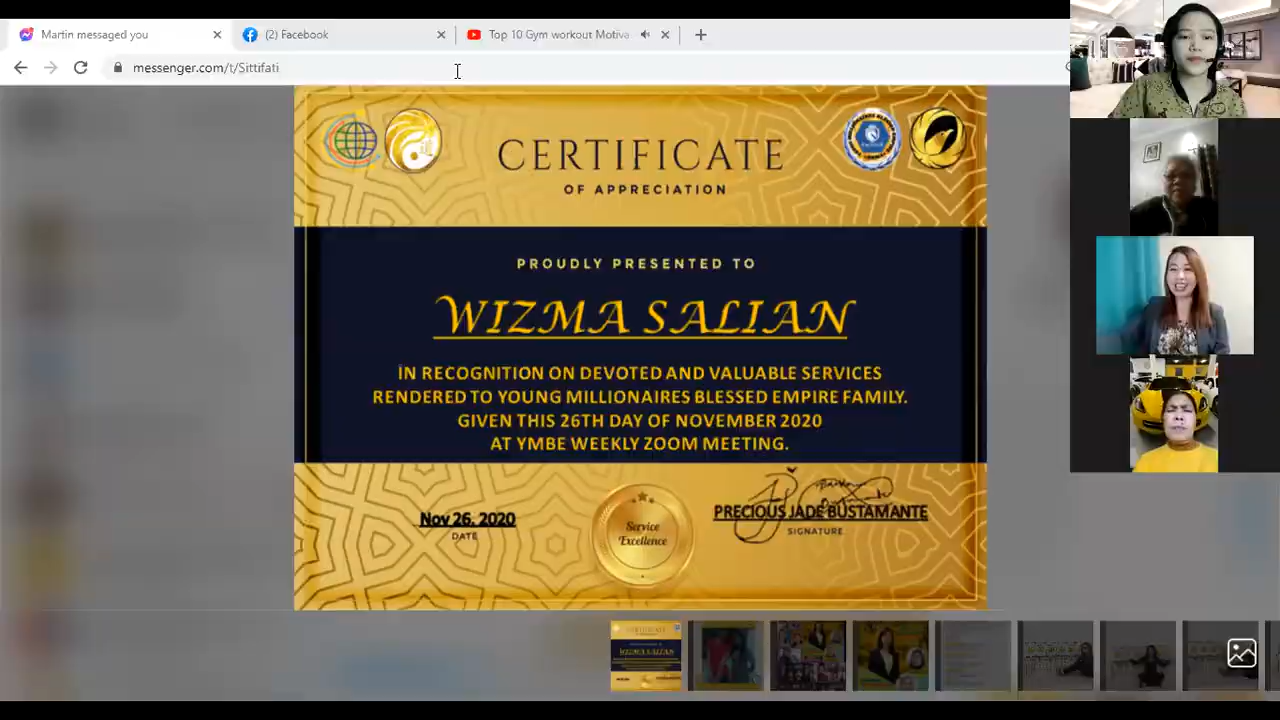 Martin messaged you
(2) Facebook
Top 10 Gym workout Motiva
messenger.com/t/Sittifati
CERTIFICATE
OF APPRECIATION
PROUDLY PRESENTED TO
WIZMA SALIAN
IN RECOGNITION ON DEVOTED AND VALUABLE SERVICES
RENDERED TO YOUNG MILLIONAIRES BLESSED EMPIRE FAMILY.
GIVEN THIS 26TH DAY OF NOVEMBER 2020
AT YMBE WEEKLY ZOOM MEETING.
Nov 26, 2020
DATE
Service
Excellence
PRECIOUS JADE BUSTAMANTE
SIGNATURE